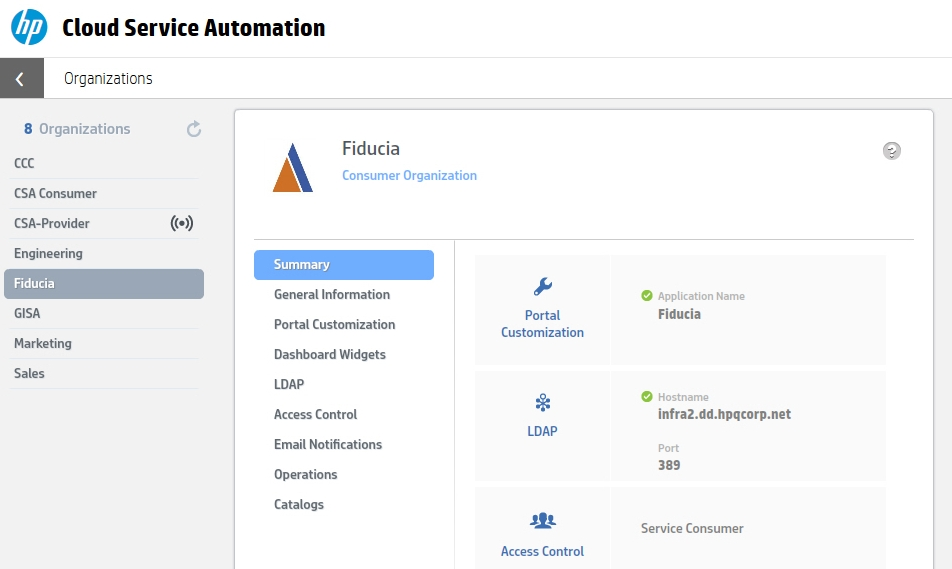 hp Cloud Service Automation
Organizations
8 Organizations
CCC
CSA Consumer
CSA-Provider
Engineering
Fiducia
GISA
Marketing
Sales
Fiducia
Consumer Organization
?
Summary
General Information
Portal Customization
Dashboard Widgets
LDAP
Access Control
Email Notifications
Operations
Catalogs
Portal
Customization
Application Name
Fiducia
LDAP
Hostname
infra2.dd.hpqcorp.net
Port
389
Access Control
Service Consumer